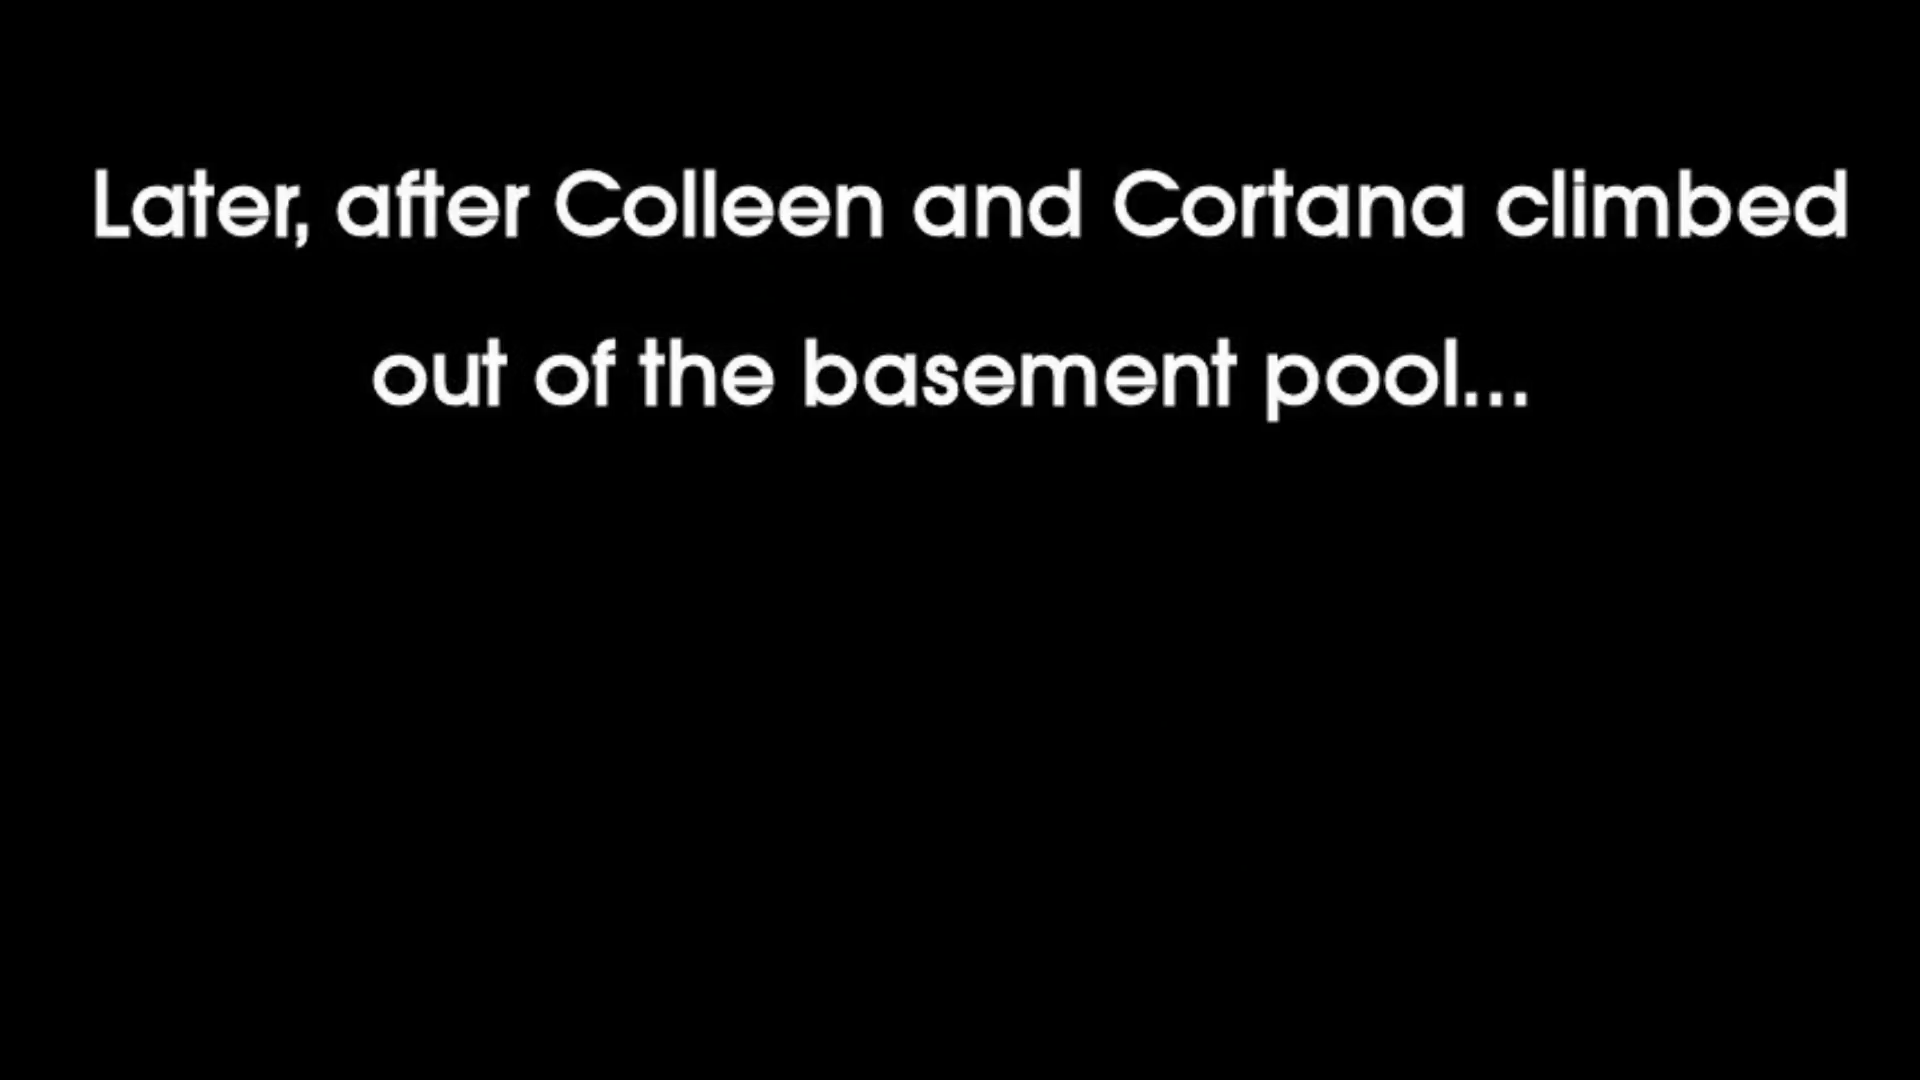 Later, after Colleen and Cortana climbed
out of the basement pool...